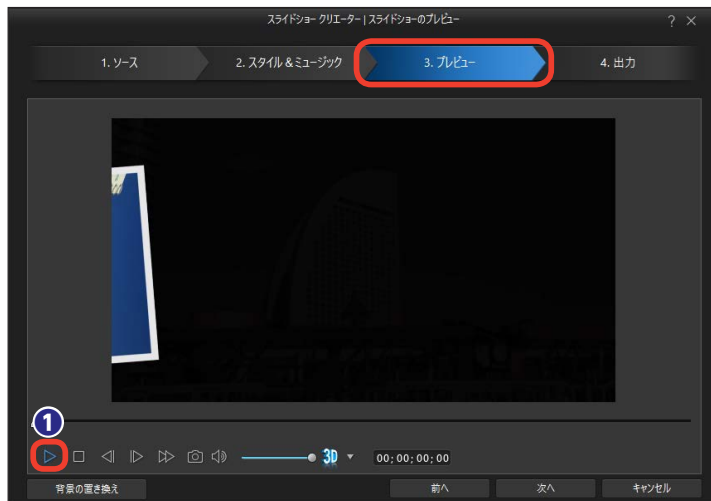 スライドショー クリエーター | スライドショーのプレビュー
?
×
1. ソース
2. スタイル & ミュージック
3. プレビュー
4. 出力
1
3D
00;00;00;00
背景の置き換え
前へ
次へ
キャンセル